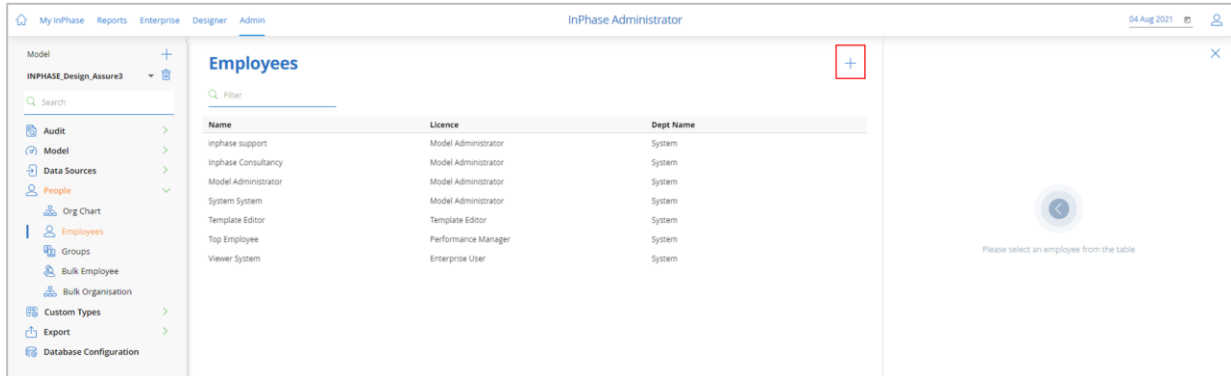 My InPhase Reports Enterprise Designer Admin
InPhase Administrator
04 Aug 2021
Model
INPHASE_Design_Assure3
Search
Audit
Model
Data Sources
People
Org Chart
Employees
Groups
Bulk Employee
Bulk Organisation
Custom Types
Export
Database Configuration
Employees
Filter
Name Licence Dept Name
inphase support Model Administrator System
Inphase Consultancy Model Administrator System
Model Administrator Model Administrator System
System System Model Administrator System
Template Editor Template Editor System
Top Employee Performance Manager System
Viewer System Enterprise User System
Please select an employee from the table